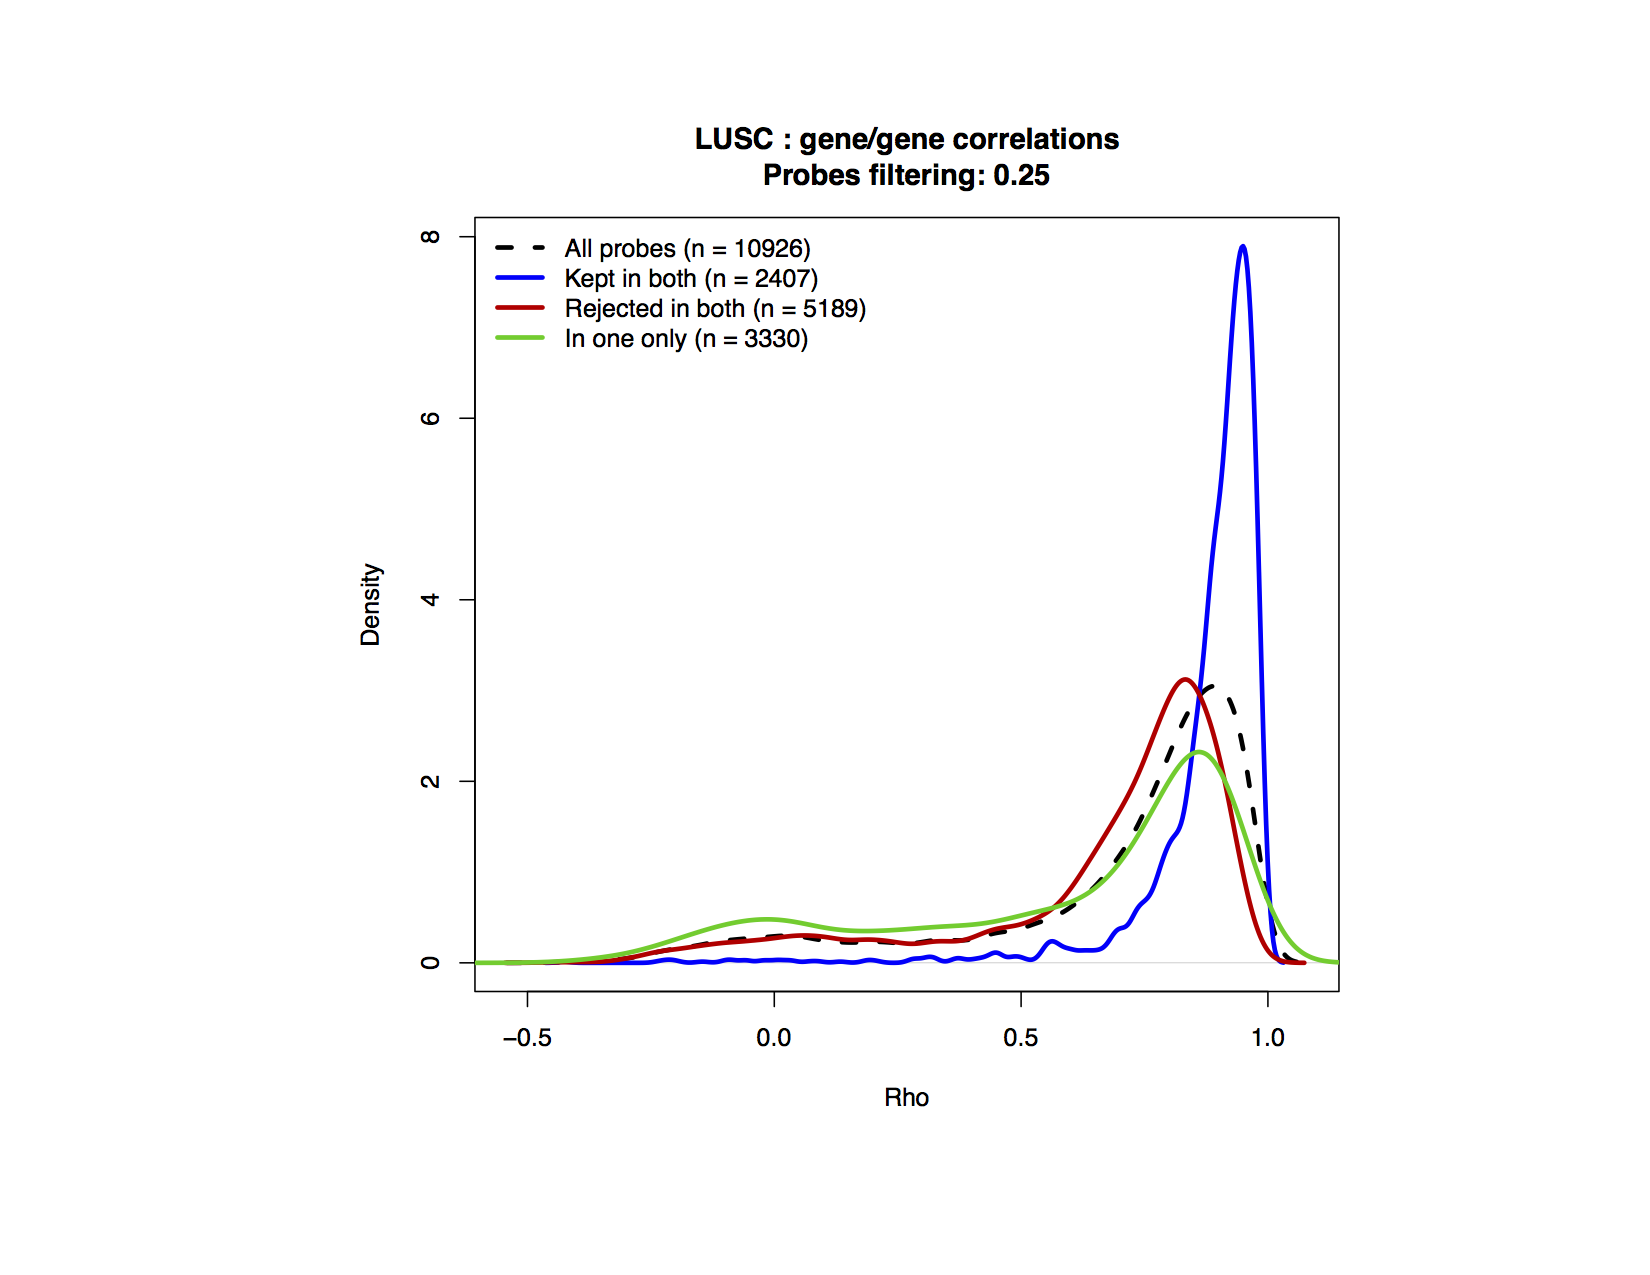 LUSC : gene/gene correlations
Probes filtering: 0.25
All probes (n = 10926)
Kept in both (n = 2407)
Rejected in both (n = 5189)
In one only (n = 3330)
8
6
4
2
0
Density
−0.5 0.0 0.5 1.0
Rho